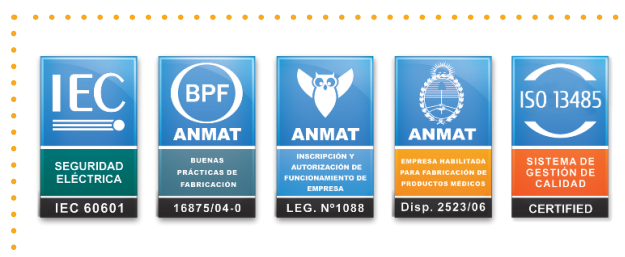 IEC
SEGURIDAD
ELÉCTRICA
IEC 60601
BPF
ANMAT
BUENAS
PRÁCTICAS DE
FABRICACIÓN
16875/04-0
ANMAT
INSCRIPCIÓN Y
AUTORIZACIÓN DE
FUNCIONAMIENTO DE
EMPRESA
LEG. Nº1088
ANMAT
EMPRESA HABILITADA
PARA FABRICACIÓN DE
PRODUCTOS MÉDICOS
Disp. 2523/06
ISO 13485
SISTEMA DE
GESTIÓN DE
CALIDAD
CERTIFIED